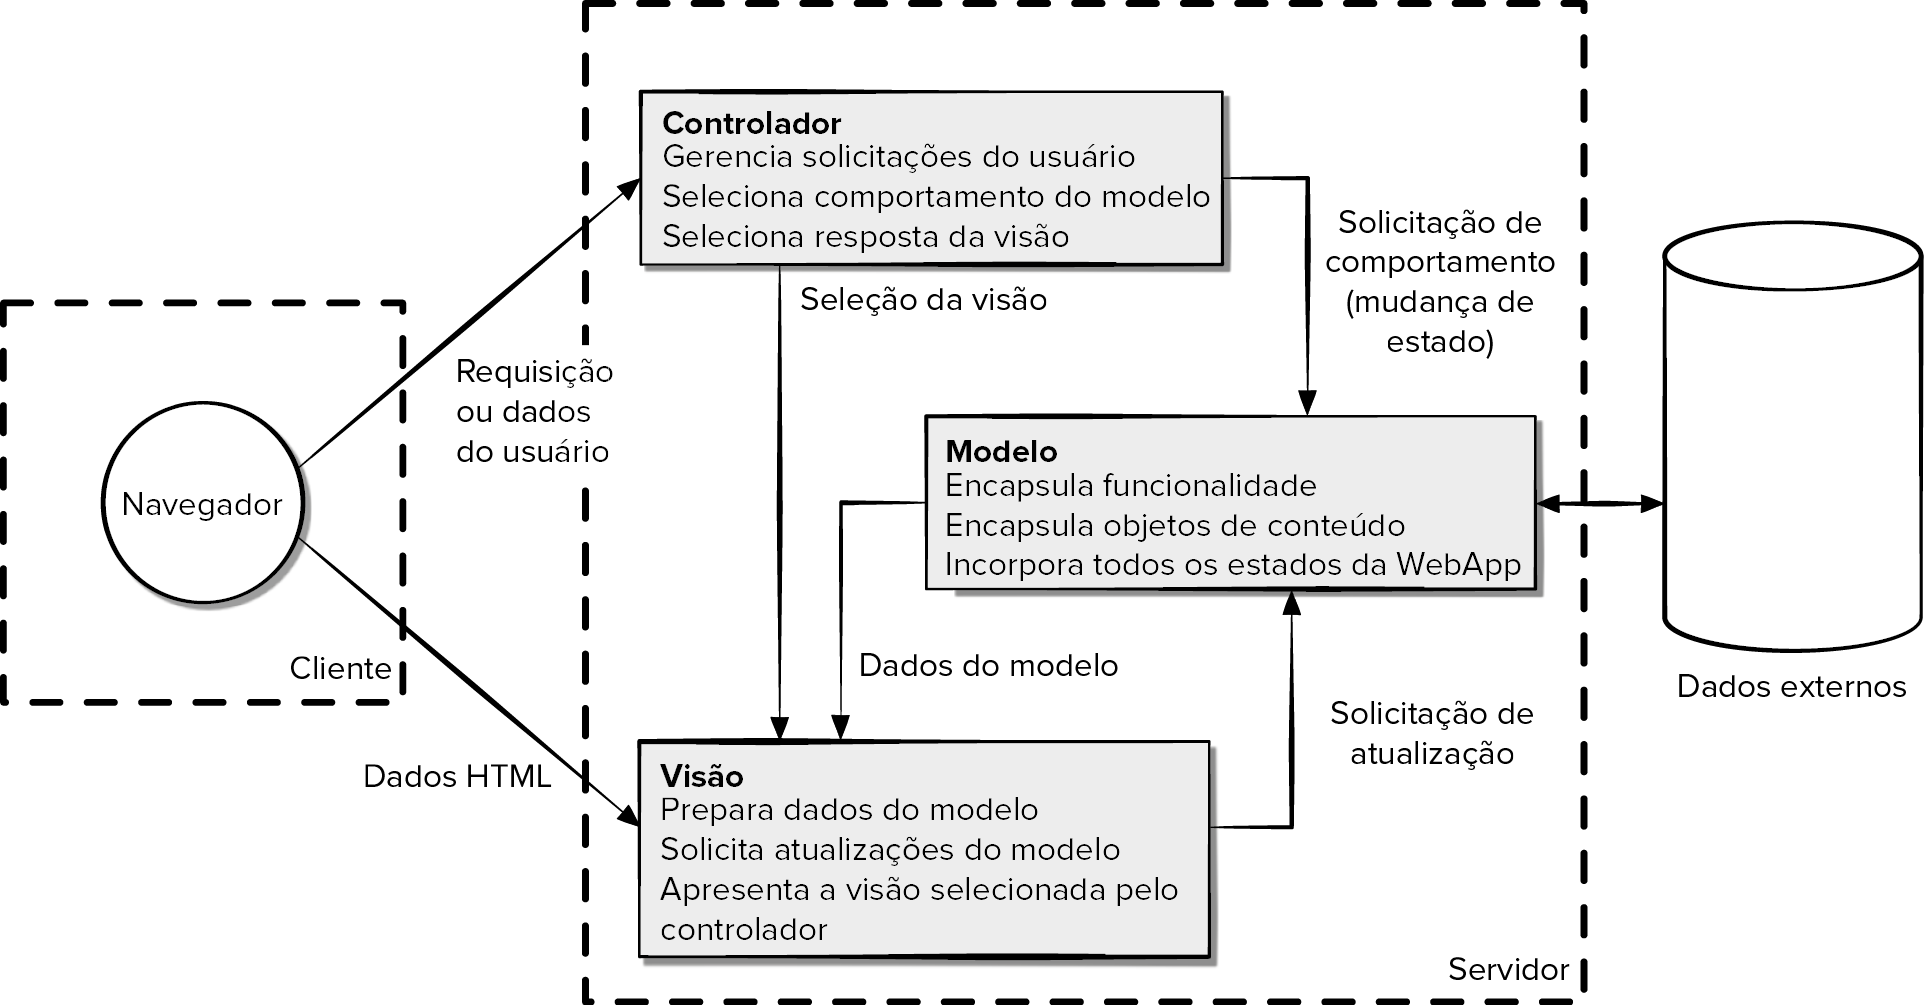 Controlador
Gerencia solicitações do usuário
Seleciona comportamento do modelo
Seleciona resposta da visão
Solicitação de
comportamento
(mudança de
estado)
Seleção da visão
Requisição
ou dados
do usuário
Navegador
Cliente
Modelo
Encapsula funcionalidade
Encapsula objetos de conteúdo
Incorpora todos os estados da WebApp
Dados do modelo
Dados externos
Solicitação de
atualização
Dados HTML
Visão
Prepara dados do modelo
Solicita atualizações do modelo
Apresenta a visão selecionada pelo
controlador
Servidor